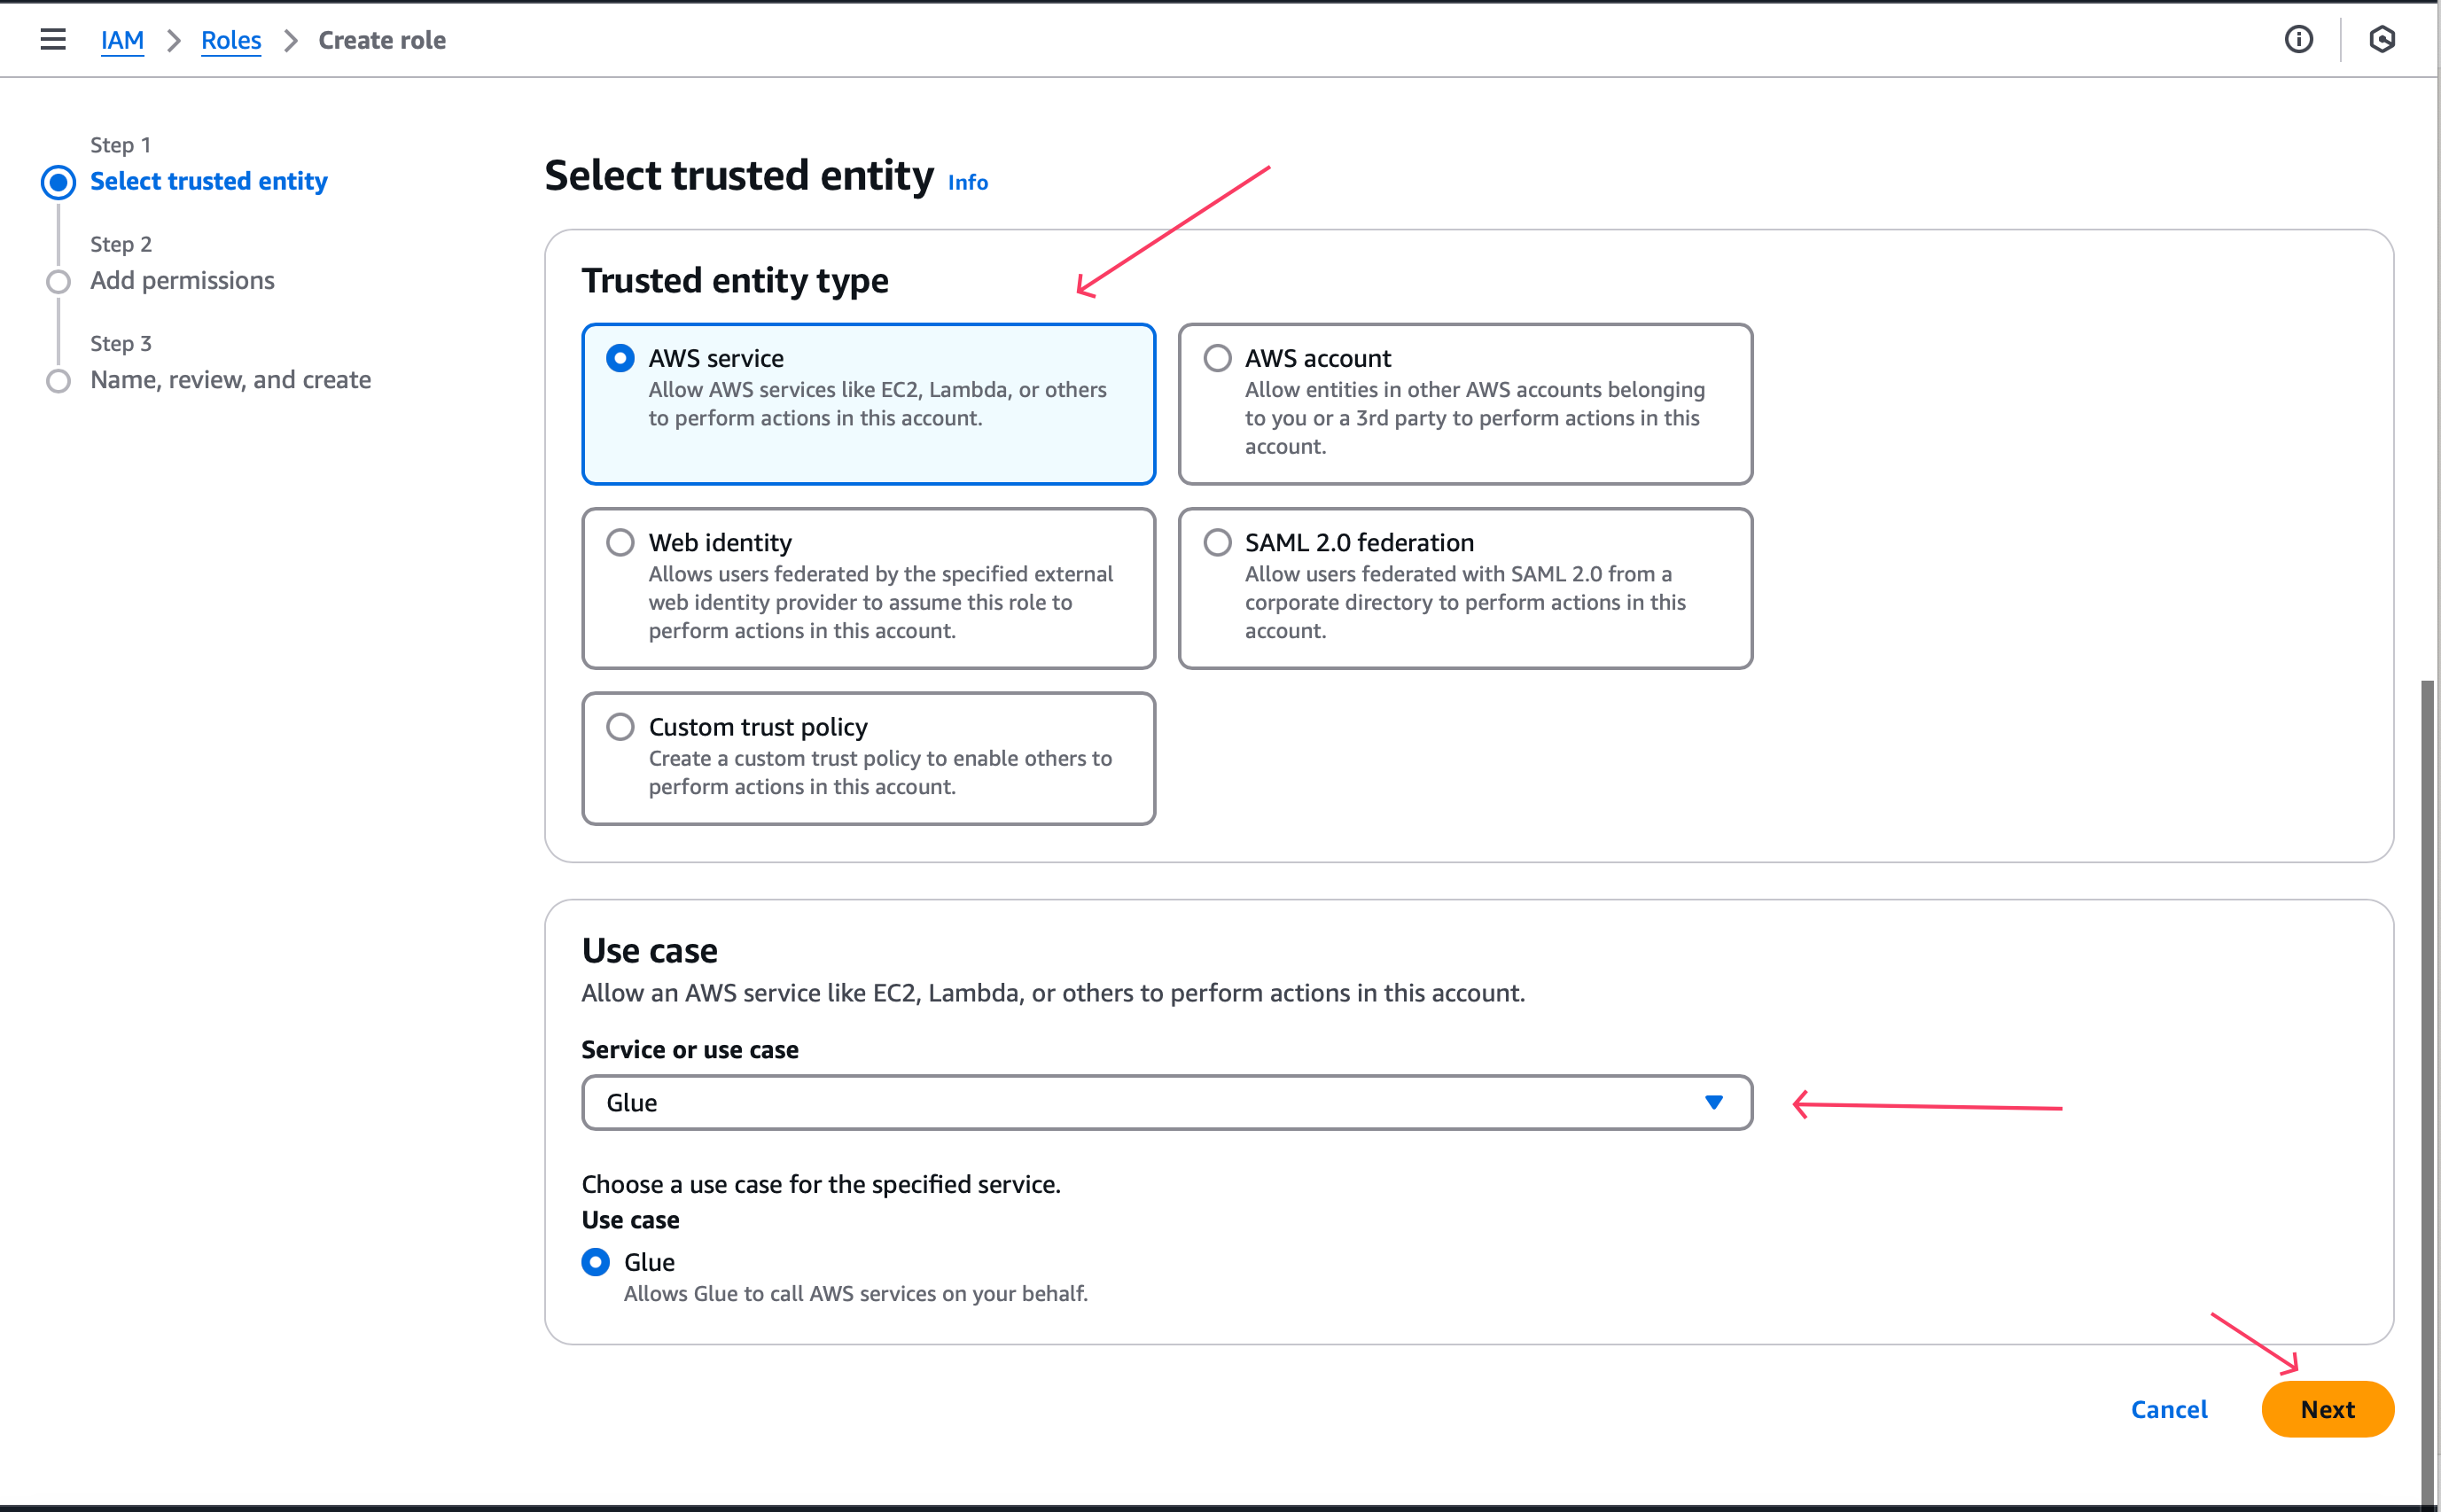 IAM > Roles > Create role
Step 1
Select trusted entity
Step 2
Add permissions
Step 3
Name, review, and create
Select trusted entity Info
Trusted entity type
AWS service
Allow AWS services like EC2, Lambda, or others
to perform actions in this account.
AWS account
Allow entities in other AWS accounts belonging
to you or a 3rd party to perform actions in this
account.
Web identity
Allows users federated by the specified external
web identity provider to assume this role to
perform actions in this account.
SAML 2.0 federation
Allow users federated with SAML 2.0 from a
corporate directory to perform actions in this
account.
Custom trust policy
Create a custom trust policy to enable others to
perform actions in this account.
Use case
Allow an AWS service like EC2, Lambda, or others to perform actions in this account.
Service or use case
Glue
Choose a use case for the specified service.
Use case
Glue
Allows Glue to call AWS services on your behalf.
Cancel
Next